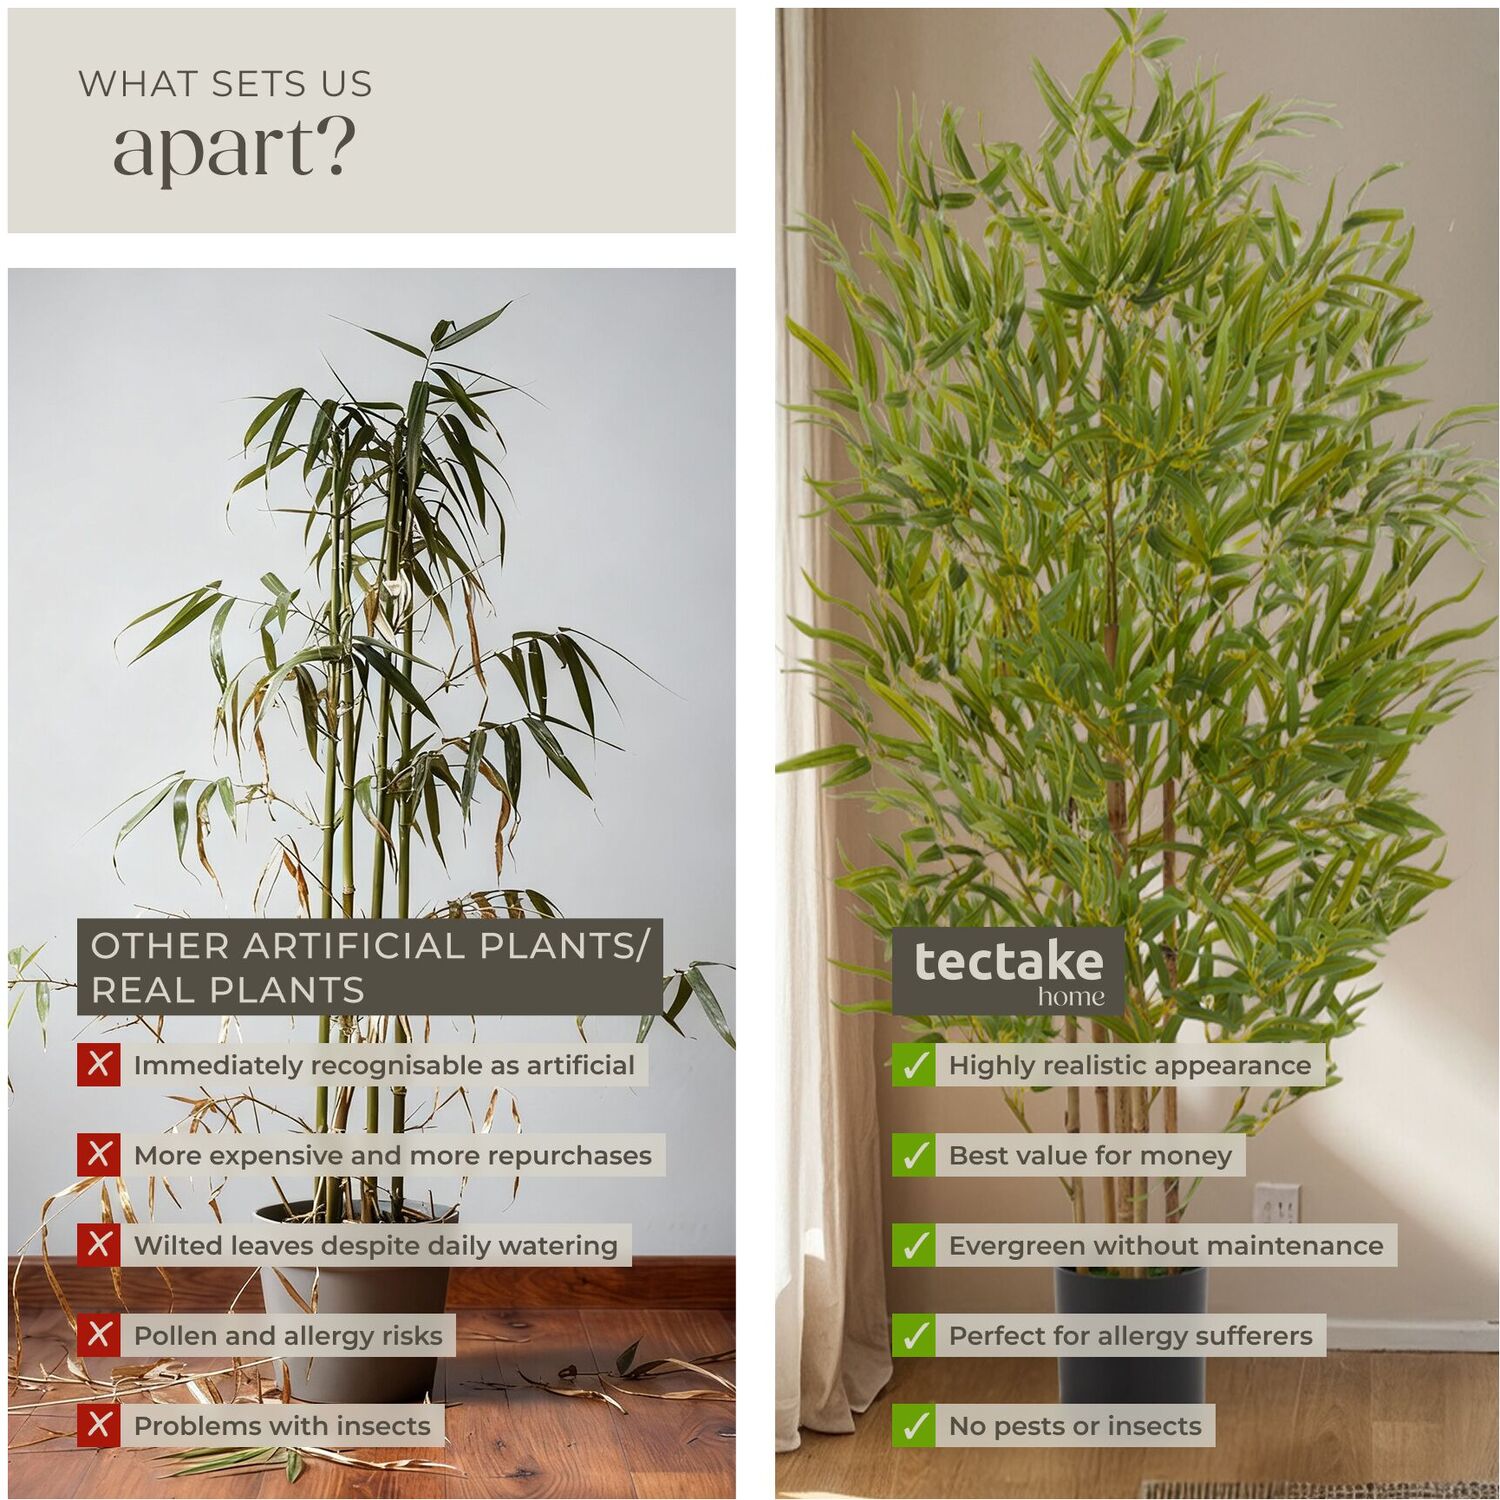 WHAT SETS US
apart?
OTHER ARTIFICIAL PLANTS/
REAL PLANTS
X Immediately recognisable as artificial
X More expensive and more repurchases
X Wilted leaves despite daily watering
X Pollen and allergy risks
X Problems with insects
tectake
home
✓ Highly realistic appearance
✓ Best value for money
✓ Evergreen without maintenance
✓ Perfect for allergy sufferers
✓ No pests or insects